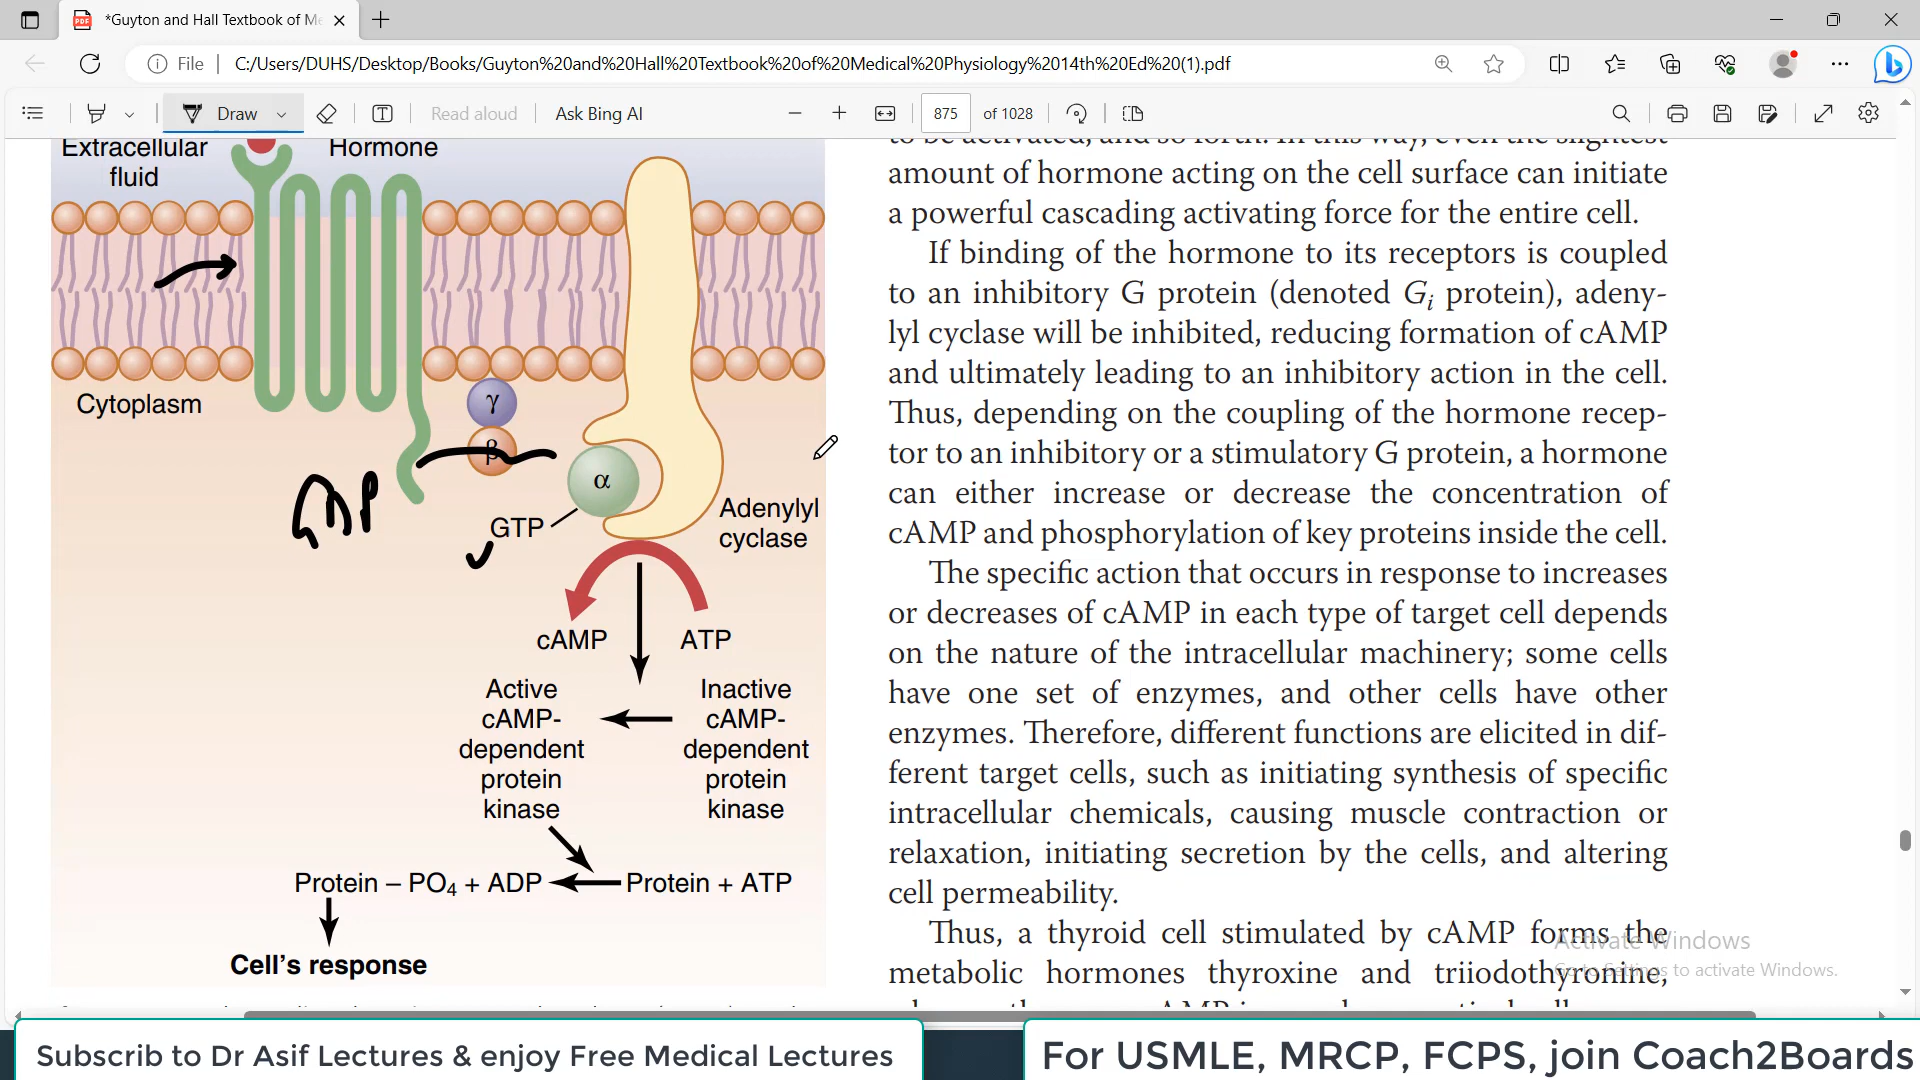 *Guyton and Hall Textbook of Me
File
C:/Users/DUHS/Desktop/Books/Guyton%20and%20Hall%20Textbook%20of%20Medical%20Physiology%2014th%20Ed%20(1).pdf
Draw
Read aloud
Ask Bing AI
875
of 1028
Extracellular
fluid
Hormone
Cytoplasm
γ
β
α
GTP
Adenylyl
cyclase
cAMP
ATP
Active
cAMP-
dependent
protein
kinase
Inactive
cAMP-
dependent
protein
kinase
Protein – PO4 + ADP
Protein + ATP
Cell's response
to be activated, and so forth. In this way, even the slightest
amount of hormone acting on the cell surface can initiate
a powerful cascading activating force for the entire cell.
If binding of the hormone to its receptors is coupled
to an inhibitory G protein (denoted Gi protein), adeny-
lyl cyclase will be inhibited, reducing formation of cAMP
and ultimately leading to an inhibitory action in the cell.
Thus, depending on the coupling of the hormone recep-
tor to an inhibitory or a stimulatory G protein, a hormone
can either increase or decrease the concentration of
cAMP and phosphorylation of key proteins inside the cell.
The specific action that occurs in response to increases
or decreases of cAMP in each type of target cell depends
on the nature of the intracellular machinery; some cells
have one set of enzymes, and other cells have other
enzymes. Therefore, different functions are elicited in dif-
ferent target cells, such as initiating synthesis of specific
intracellular chemicals, causing muscle contraction or
relaxation, initiating secretion by the cells, and altering
cell permeability.
Thus, a thyroid cell stimulated by cAMP forms the
metabolic hormones thyroxine and triiodothyronine,
Activate Windows
Go to Settings to activate Windows.
Subscrib to Dr Asif Lectures & enjoy Free Medical Lectures
For USMLE, MRCP, FCPS, join Coach2Boards